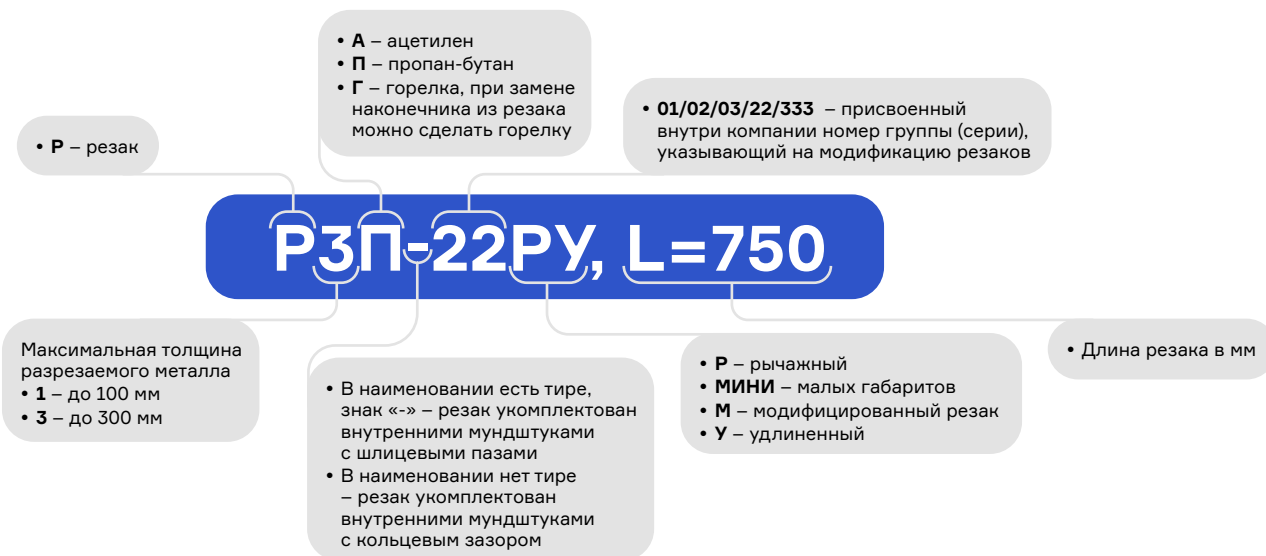 • А – ацетилен
• П – пропан-бутан
• Г – горелка, при замене
наконечника из резака
можно сделать горелку
• 01/02/03/22/333 – присвоенный
внутри компании номер группы (серии),
указывающий на модификацию резаков
• Р – резак
Р3П-22РУ, L=750
Максимальная толщина
разрезаемого металла
• 1 – до 100 мм
• 3 – до 300 мм
• В наименовании есть тире,
знак «-» – резак укомплектован
внутренними мундштуками
с шлицевыми пазами
• В наименовании нет тире
– резак укомплектован
внутренними мундштуками
с кольцевым зазором
• Р – рычажный
• МИНИ – малых габаритов
• М – модифицированный резак
• У – удлиненный
• Длина резака в мм